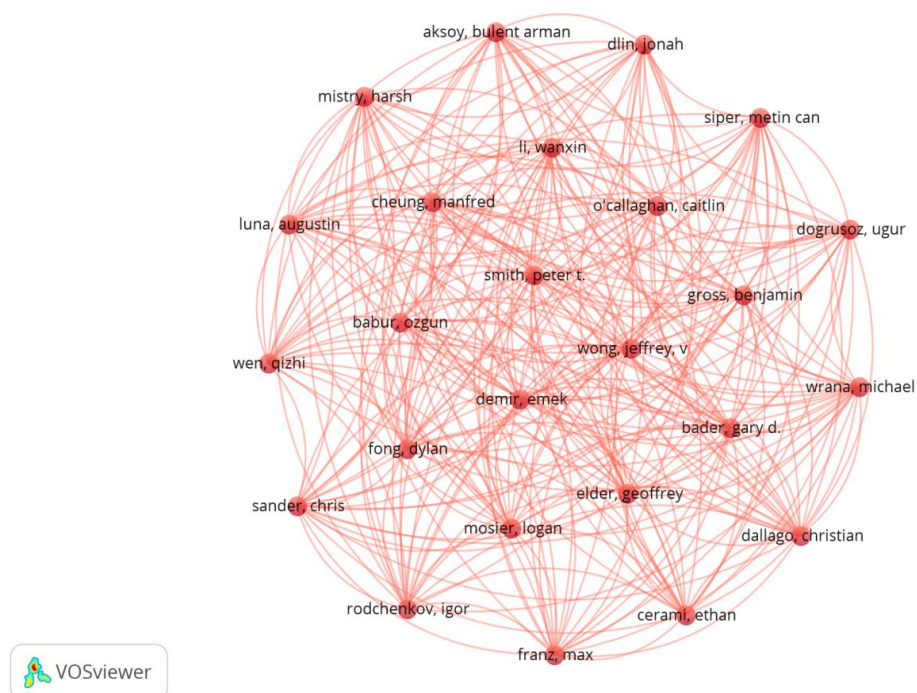 aksoy, bulent arman
dlin, jonah
mistry, harsh
siper, metin can
li, wanxin
cheung, manfred
o'callaghan, caitlin
luna, augustin
dogrusoz, ugur
smith, peter t.
gross, benjamin
babur, ozgun
wong, jeffrey, v
wen, qizhi
wrana, michael
demir, emek
bader, gary d.
fong, dylan
elder, geoffrey
sander, chris
mosier, logan
dallago, christian
rodchenkov, igor
cerami, ethan
franz, max
VOSviewer